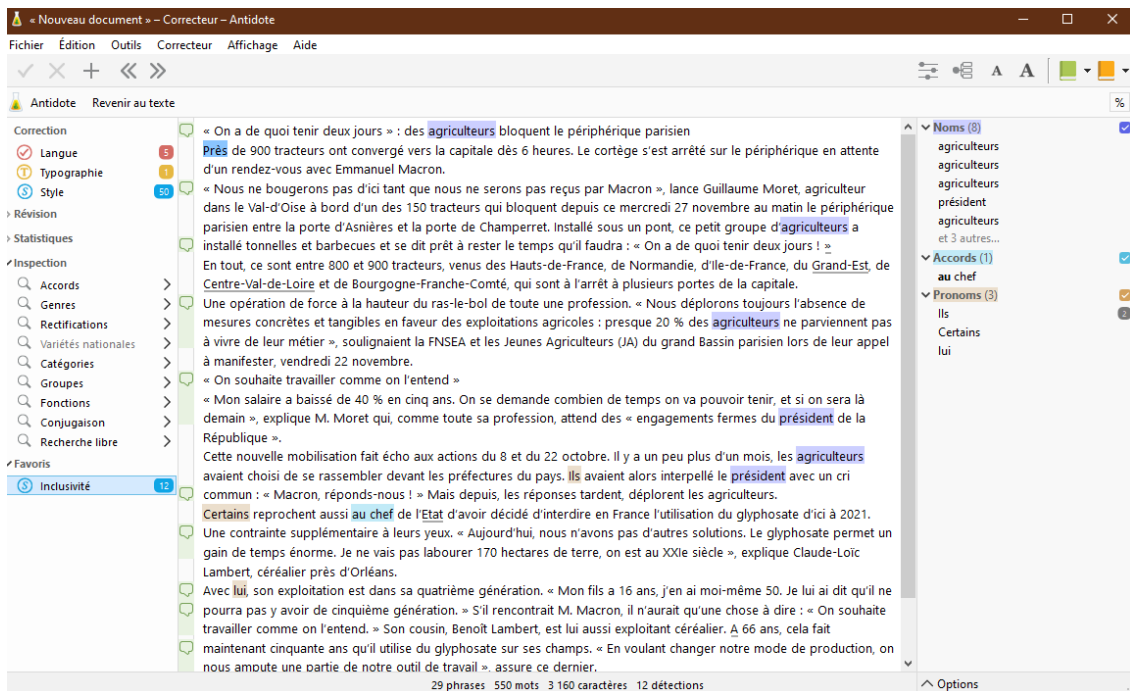 « Nouveau document » – Correcteur – Antidote
Fichier Édition Outils Correcteur Affichage Aide
A A
Antidote Revenir au texte
%
Correction
Langue 5
Typographie 1
Style 50
Révision
Statistiques
Inspection
Accords
Genres
Rectifications
Variétés nationales
Catégories
Groupes
Fonctions
Conjugaison
Recherche libre
Favoris
Inclusivité 12
« On a de quoi tenir deux jours » : des agriculteurs bloquent le périphérique parisien
Près de 900 tracteurs ont convergé vers la capitale dès 6 heures. Le cortège s'est arrêté sur le périphérique en attente
d'un rendez-vous avec Emmanuel Macron.
« Nous ne bougerons pas d'ici tant que nous ne serons pas reçus par Macron », lance Guillaume Moret, agriculteur
dans le Val-d'Oise à bord d'un des 150 tracteurs qui bloquent depuis ce mercredi 27 novembre au matin le périphérique
parisien entre la porte d'Asnières et la porte de Champerret. Installé sous un pont, ce petit groupe d'agriculteurs a
installé tonnelles et barbecues et se dit prêt à rester le temps qu'il faudra : « On a de quoi tenir deux jours ! »
En tout, ce sont entre 800 et 900 tracteurs, venus des Hauts-de-France, de Normandie, d'Ile-de-France, du Grand-Est, de
Centre-Val-de-Loire et de Bourgogne-Franche-Comté, qui sont à l'arrêt à plusieurs portes de la capitale.
Une opération de force à la hauteur du ras-le-bol de toute une profession. « Nous déplorons toujours l'absence de
mesures concrètes et tangibles en faveur des exploitations agricoles : presque 20 % des agriculteurs ne parviennent pas
à vivre de leur métier », soulignaient la FNSEA et les Jeunes Agriculteurs (JA) du grand Bassin parisien lors de leur appel
à manifester, vendredi 22 novembre.
« On souhaite travailler comme on l'entend »
« Mon salaire a baissé de 40 % en cinq ans. On se demande combien de temps on va pouvoir tenir, et si on sera là
demain », explique M. Moret qui, comme toute sa profession, attend des « engagements fermes du président de la
République ».
Cette nouvelle mobilisation fait écho aux actions du 8 et du 22 octobre. Il y a un peu plus d'un mois, les agriculteurs
avaient choisi de se rassembler devant les préfectures du pays. Ils avaient alors interpellé le président avec un cri
commun : « Macron, réponds-nous ! » Mais depuis, les réponses tardent, déplorent les agriculteurs.
Certains reprochent aussi au chef de l'Etat d'avoir décidé d'interdire en France l'utilisation du glyphosate d'ici à 2021.
Une contrainte supplémentaire à leurs yeux. « Aujourd'hui, nous n'avons pas d'autres solutions. Le glyphosate permet un
gain de temps énorme. Je ne vais pas labourer 170 hectares de terre, on est au XXIe siècle », explique Claude-Loïc
Lambert, céréalier près d'Orléans.
Avec lui, son exploitation est dans sa quatrième génération. « Mon fils a 16 ans, j'en ai moi-même 50. Je lui ai dit qu'il ne
pourra pas y avoir de cinquième génération. » S'il rencontrait M. Macron, il n'aurait qu'une chose à dire : « On souhaite
travailler comme on l'entend. » Son cousin, Benoît Lambert, est lui aussi exploitant céréalier. A 66 ans, cela fait
maintenant cinquante ans qu'il utilise du glyphosate sur ses champs. « En voulant changer notre mode de production, on
nous ampute une partie de notre outil de travail », assure ce dernier.
Noms (8)
agriculteurs
agriculteurs
agriculteurs
président
agriculteurs
et 3 autres...
Accords (1)
au chef
Pronoms (3)
Ils 2
Certains
lui
29 phrases 550 mots 3 160 caractères 12 détections
Options